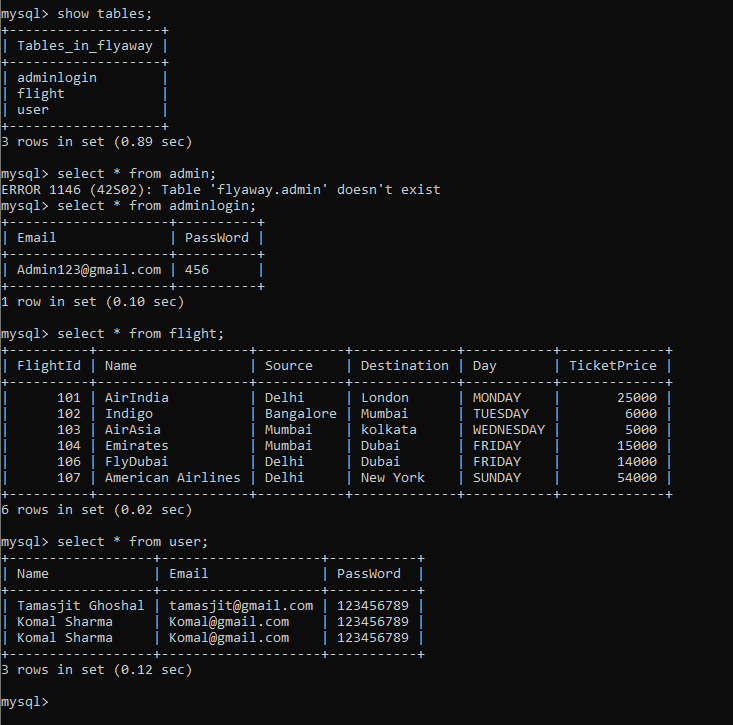 mysql> show tables;
+-------------------+
| Tables_in_flyaway |
+-------------------+
| adminlogin        |
| flight            |
| user              |
+-------------------+
3 rows in set (0.89 sec)

mysql> select * from admin;
ERROR 1146 (42S02): Table 'flyaway.admin' doesn't exist
mysql> select * from adminlogin;
+--------------------+----------+
| Email              | PassWord |
+--------------------+----------+
| Admin123@gmail.com | 456      |
+--------------------+----------+
1 row in set (0.10 sec)

mysql> select * from flight;
+----------+-------------------+-----------+-------------+-----------+-------------+
| FlightId | Name              | Source    | Destination | Day       | TicketPrice |
+----------+-------------------+-----------+-------------+-----------+-------------+
|      101 | AirIndia          | Delhi     | London      | MONDAY    |       25000 |
|      102 | Indigo            | Bangalore | Mumbai      | TUESDAY   |        6000 |
|      103 | AirAsia           | Mumbai    | kolkata     | WEDNESDAY |        5000 |
|      104 | Emirates          | Mumbai    | Dubai       | FRIDAY    |       15000 |
|      106 | FlyDubai          | Delhi     | Dubai       | FRIDAY    |       14000 |
|      107 | American Airlines | Delhi     | New York    | SUNDAY    |       54000 |
+----------+-------------------+-----------+-------------+-----------+-------------+
6 rows in set (0.02 sec)

mysql> select * from user;
+------------------+--------------------+-----------+
| Name             | Email              | PassWord  |
+------------------+--------------------+-----------+
| Tamasjit Ghoshal | tamasjit@gmail.com | 123456789 |
| Komal Sharma     | Komal@gmail.com    | 123456789 |
| Komal Sharma     | Komal@gmail.com    | 123456789 |
+------------------+--------------------+-----------+
3 rows in set (0.12 sec)

mysql>